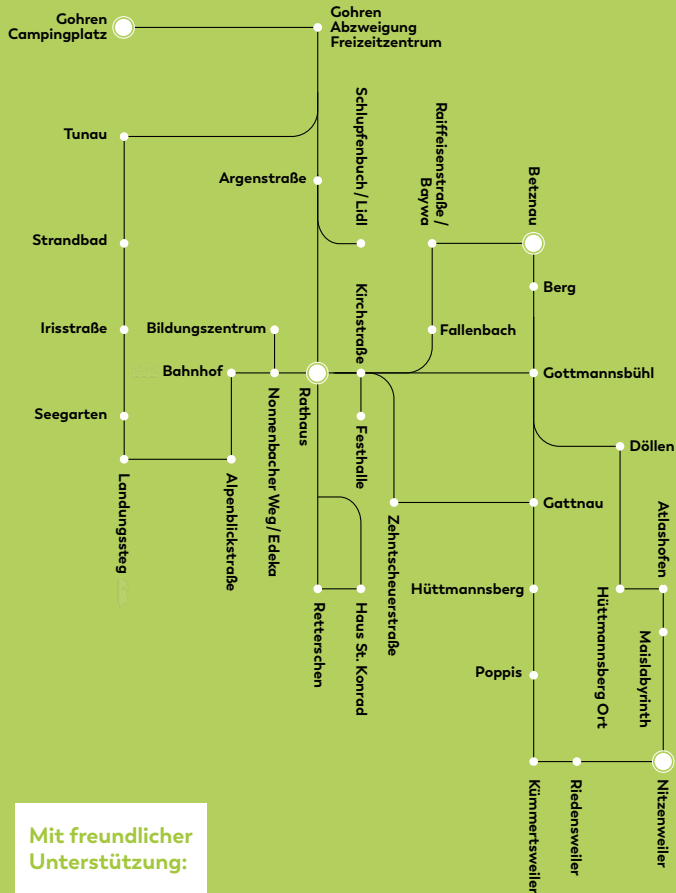 Gohren
Campingplatz
Gohren
Abzweigung
Freizeitzentrum
Schlupfenbuch / Lidl
Raiffeisenstraße /
Baywa
Betznau
Tunau
Argenstraße
Strandbad
Kirchstraße
Berg
Irisstraße
Bildungszentrum
Fallenbach
Bahnhof
Gottmannsbühl
Seegarten
Nonnenbacher Weg / Edeka
Rathaus
Festhalle
Döllen
Landungssteg
Alpenblickstraße
Zehntscheuerstraße
Gattnau
Atlashofen
Hüttmannsberg
Retterschen
Haus St. Konrad
Hüttmannsberg Ort
Maislabyrinth
Poppis
Kümmertsweiler
Riedensweiler
Nitzenweiler
Mit freundlicher
Unterstützung: